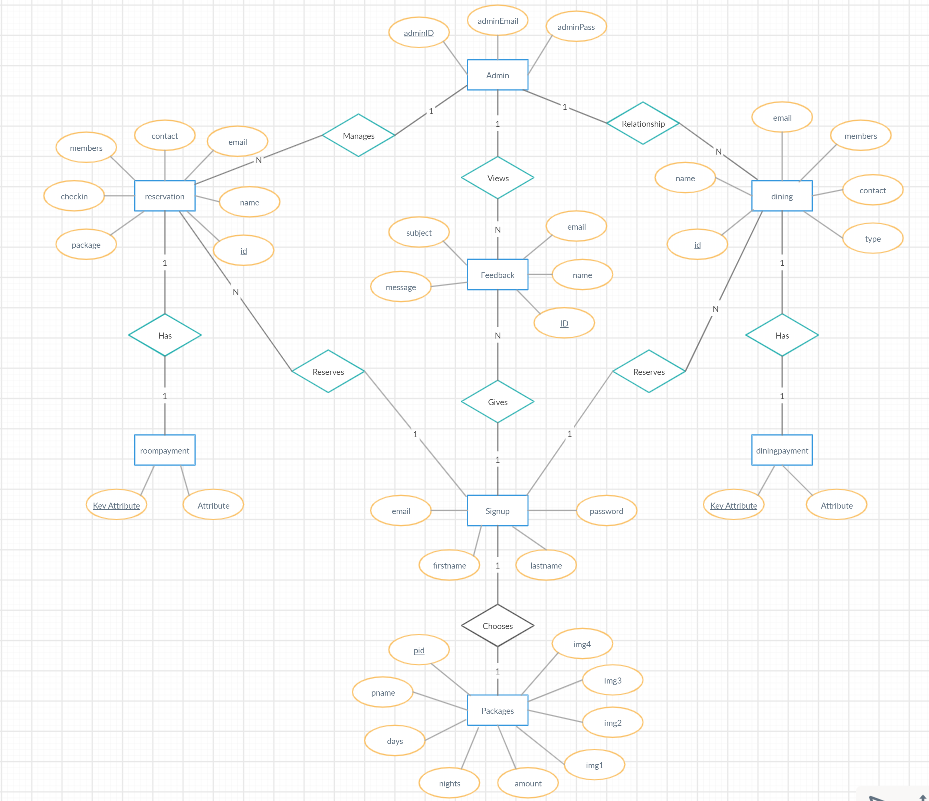 adminEmail
adminID
adminPass
Admin
1
1
1
email
contact
members
email
Manages
Relationship
members
N
N
Views
name
contact
checkin
reservation
name
dining
package
id
subject
email
N
id
type
1
Feedback
name
1
message
N
N
ID
Has
N
Has
Reserves
Reserves
1
Gives
1
1
1
roompayment
1
diningpayment
Key Attribute
Attribute
email
Signup
password
Key Attribute
Attribute
firstname
1
lastname
Chooses
pid
img4
1
img3
pname
Packages
img2
days
img1
nights
amount